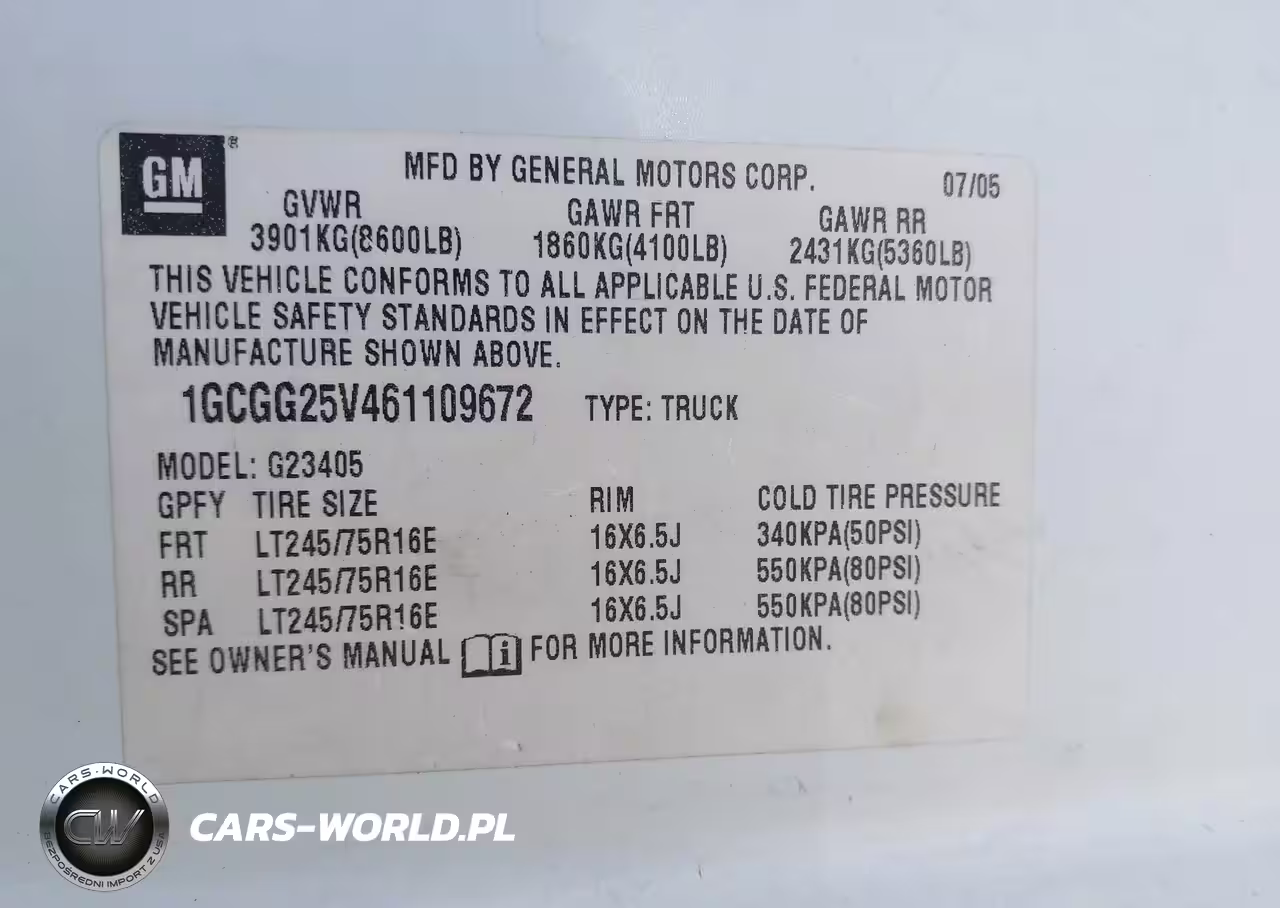 GM ®
MFD BY GENERAL MOTORS CORP. 07/05
GVWR GAWR FRT GAWR RR
3901KG(8600LB) 1860KG(4100LB) 2431KG(5360LB)
THIS VEHICLE CONFORMS TO ALL APPLICABLE U.S. FEDERAL MOTOR
VEHICLE SAFETY STANDARDS IN EFFECT ON THE DATE OF
MANUFACTURE SHOWN ABOVE.
1GCGG25V461109672 TYPE: TRUCK
MODEL: G23405
GPFY TIRE SIZE RIM COLD TIRE PRESSURE
FRT LT245/75R16E 16X6.5J 340KPA(50PSI)
RR LT245/75R16E 16X6.5J 550KPA(80PSI)
SPA LT245/75R16E 16X6.5J 550KPA(80PSI)
SEE OWNER'S MANUAL i FOR MORE INFORMATION.
CARS-WORLD
CW
BEZPOŚREDNI IMPORT Z USA
CARS-WORLD.PL